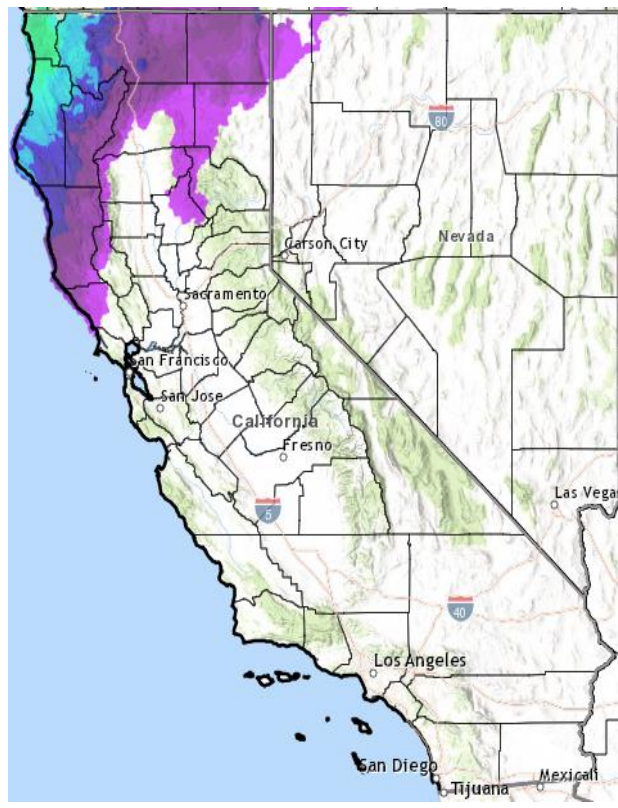 80
Carson City
Nevada
Sacramento
San Francisco
San Jose
California
Fresno
5
Las Vegas
40
Los Angeles
San Diego
Tijuana
Mexicali